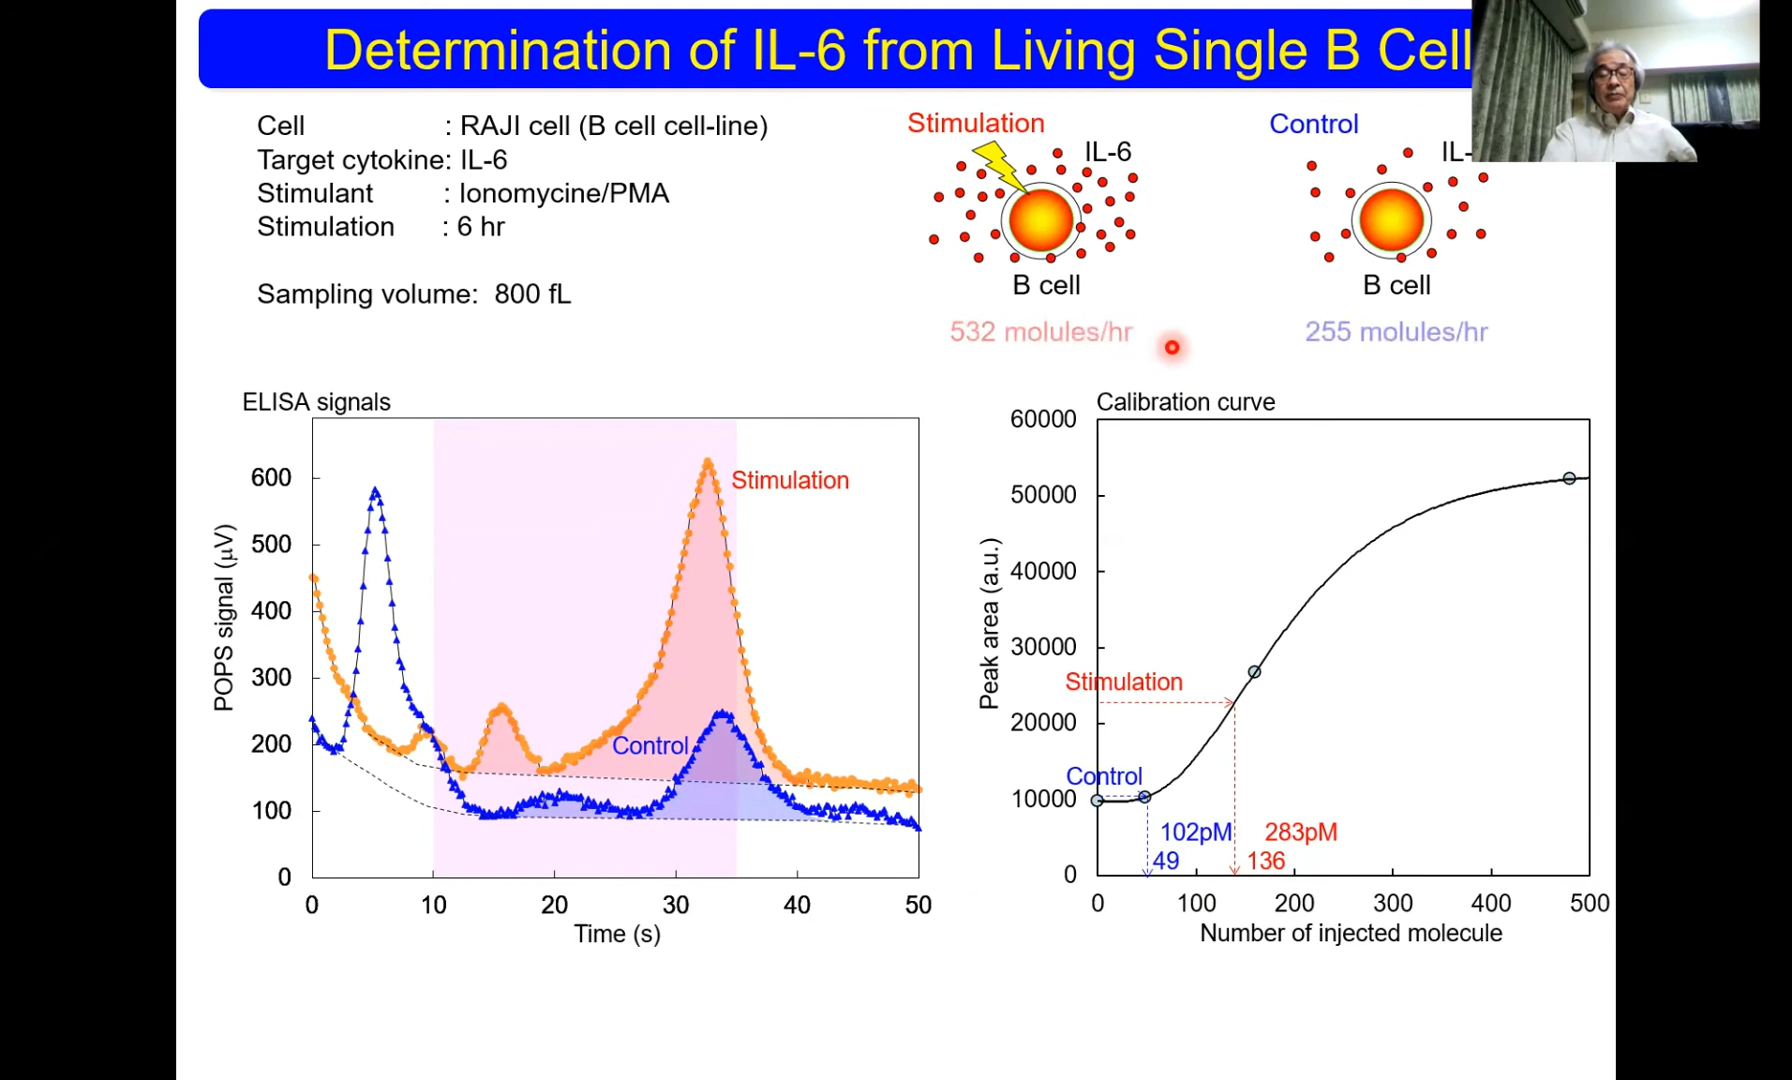 Determination of IL-6 from Living Single B Cell
Cell : RAJI cell (B cell cell-line)
Target cytokine: IL-6
Stimulant : Ionomycine/PMA
Stimulation : 6 hr
Sampling volume: 800 fL
Stimulation
IL-6
B cell
532 molules/hr
Control
IL-
B cell
255 molules/hr
ELISA signals
600
500
400
300
200
100
0
POPS signal (μV)
Stimulation
Control
0 10 20 30 40 50
Time (s)
Calibration curve
60000
50000
40000
30000
20000
10000
0
Peak area (a.u.)
Stimulation
Control
102pM 283pM
49 136
0 100 200 300 400 500
Number of injected molecule